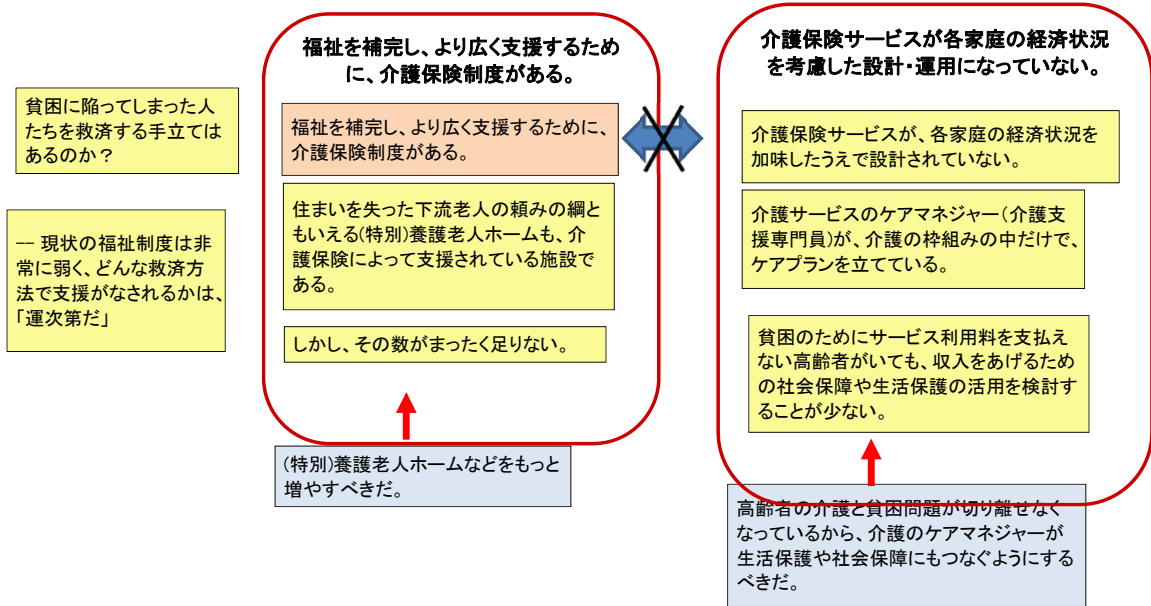 貧困に陥ってしまった人
たちを救済する手立ては
あるのか？
-- 現状の福祉制度は非
常に弱く、どんな救済方
法で支援がなされるかは、
「運次第だ」
福祉を補完し、より広く支援するため
に、介護保険制度がある。
福祉を補完し、より広く支援するために、
介護保険制度がある。
住まいを失った下流老人の頼みの綱と
もいえる(特別)養護老人ホームも、介
護保険によって支援されている施設で
ある。
しかし、その数がまったく足りない。
(特別)養護老人ホームなどをもっと
増やすべきだ。
介護保険サービスが各家庭の経済状況
を考慮した設計・運用になっていない。
介護保険サービスが、各家庭の経済状況を
加味したうえで設計されていない。
介護サービスのケアマネジャー(介護支
援専門員)が、介護の枠組みの中だけで、
ケアプランを立てている。
貧困のためにサービス利用料を支払え
ない高齢者がいても、収入をあげるため
の社会保障や生活保護の活用を検討す
ることが少ない。
高齢者の介護と貧困問題が切り離せなく
なっているから、介護のケアマネジャーが
生活保護や社会保障にもつなぐようにする
べきだ。